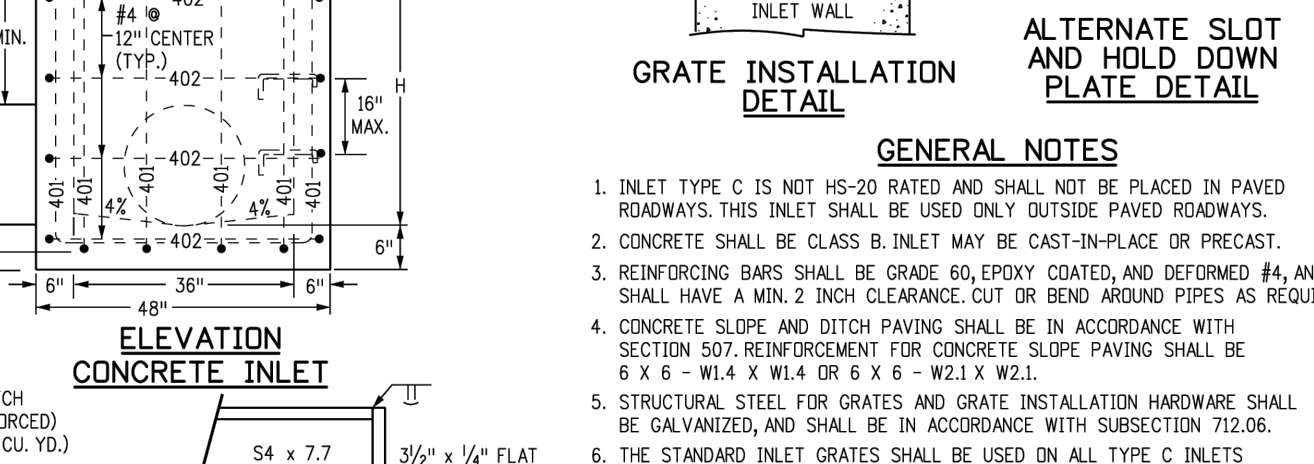 402
#4 @
12" CENTER
(TYP.)
MIN.
402
H
16"
MAX.
402
401 401 401 401 401 401
4% 4%
402
6"
6" 36" 6"
48"
ELEVATION
CONCRETE INLET
CU. YD.)
S4 x 7.7
3½" x ¼" FLAT
INLET WALL
GRATE INSTALLATION
DETAIL
ALTERNATE SLOT
AND HOLD DOWN
PLATE DETAIL
GENERAL NOTES
1. INLET TYPE C IS NOT HS-20 RATED AND SHALL NOT BE PLACED IN PAVED
ROADWAYS. THIS INLET SHALL BE USED ONLY OUTSIDE PAVED ROADWAYS.
2. CONCRETE SHALL BE CLASS B. INLET MAY BE CAST-IN-PLACE OR PRECAST.
3. REINFORCING BARS SHALL BE GRADE 60, EPOXY COATED, AND DEFORMED #4, AN
SHALL HAVE A MIN. 2 INCH CLEARANCE. CUT OR BEND AROUND PIPES AS REQUI
4. CONCRETE SLOPE AND DITCH PAVING SHALL BE IN ACCORDANCE WITH
SECTION 507. REINFORCEMENT FOR CONCRETE SLOPE PAVING SHALL BE
6 X 6 - W1.4 X W1.4 OR 6 X 6 - W2.1 X W2.1.
5. STRUCTURAL STEEL FOR GRATES AND GRATE INSTALLATION HARDWARE SHALL
BE GALVANIZED, AND SHALL BE IN ACCORDANCE WITH SUBSECTION 712.06.
6. THE STANDARD INLET GRATES SHALL BE USED ON ALL TYPE C INLETS